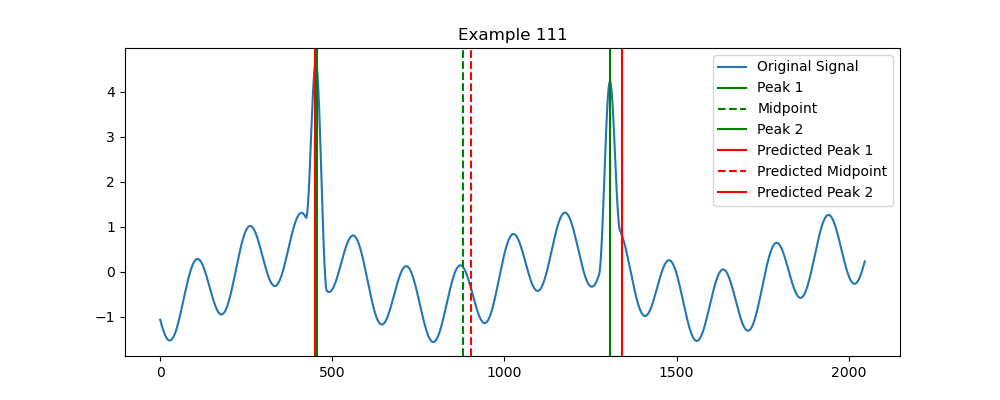 Example 111
Original Signal
Peak 1
Midpoint
Peak 2
Predicted Peak 1
Predicted Midpoint
Predicted Peak 2
4
3
2
1
0
−1
0 500 1000 1500 2000